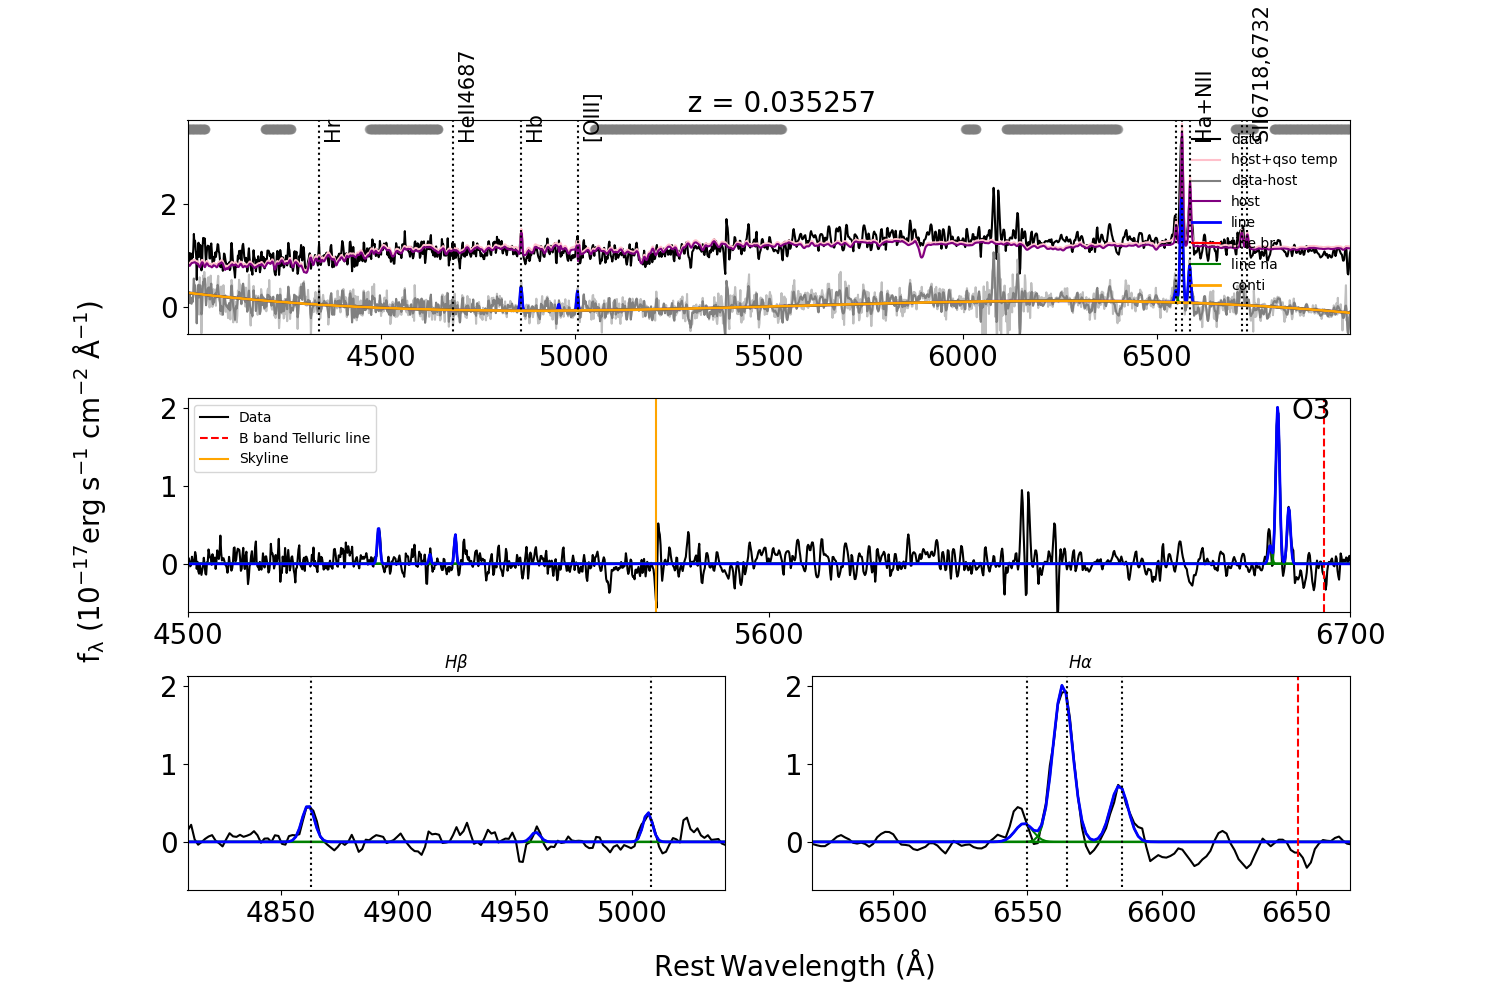 z = 0.035257
Hr
HeII4687
Hb
[OIII]
Ha+NII
SII6718,6732
data
host+qso temp
data-host
host
line
line br
line na
conti
2
0
4500 5000 5500 6000 6500
f_λ (10⁻¹⁷erg s⁻¹ cm⁻² Å⁻¹)
Data
B band Telluric line
Skyline
O3
2
1
0
4500 5600 6700
Hβ
2
1
0
4850 4900 4950 5000
Hα
2
1
0
6500 6550 6600 6650
Rest Wavelength (Å)